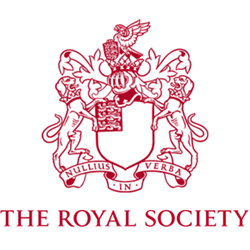 NULLIUS IN VERBA
THE ROYAL SOCIETY